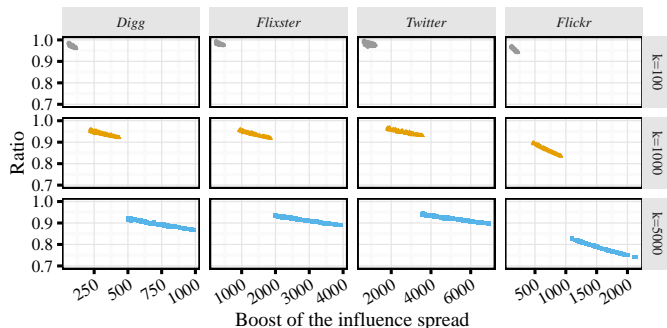 Digg Flixster Twitter Flickr
1.0
0.9
0.8
0.7
k=100
1.0
0.9
0.8
0.7
k=1000
1.0
0.9
0.8
0.7
k=5000
Ratio
250 500 750 1000 1000 2000 3000 4000 2000 4000 6000 500 1000 1500 2000
Boost of the influence spread